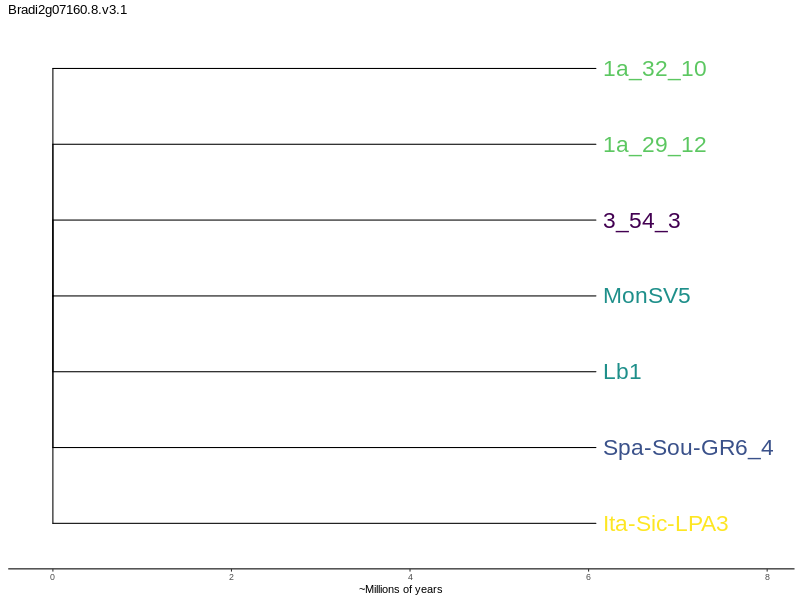 Bradi2g07160.8.v3.1
1a_32_10
1a_29_12
3_54_3
MonSV5
Lb1
Spa-Sou-GR6_4
Ita-Sic-LPA3
0 2 4 6 8
~Millions of years